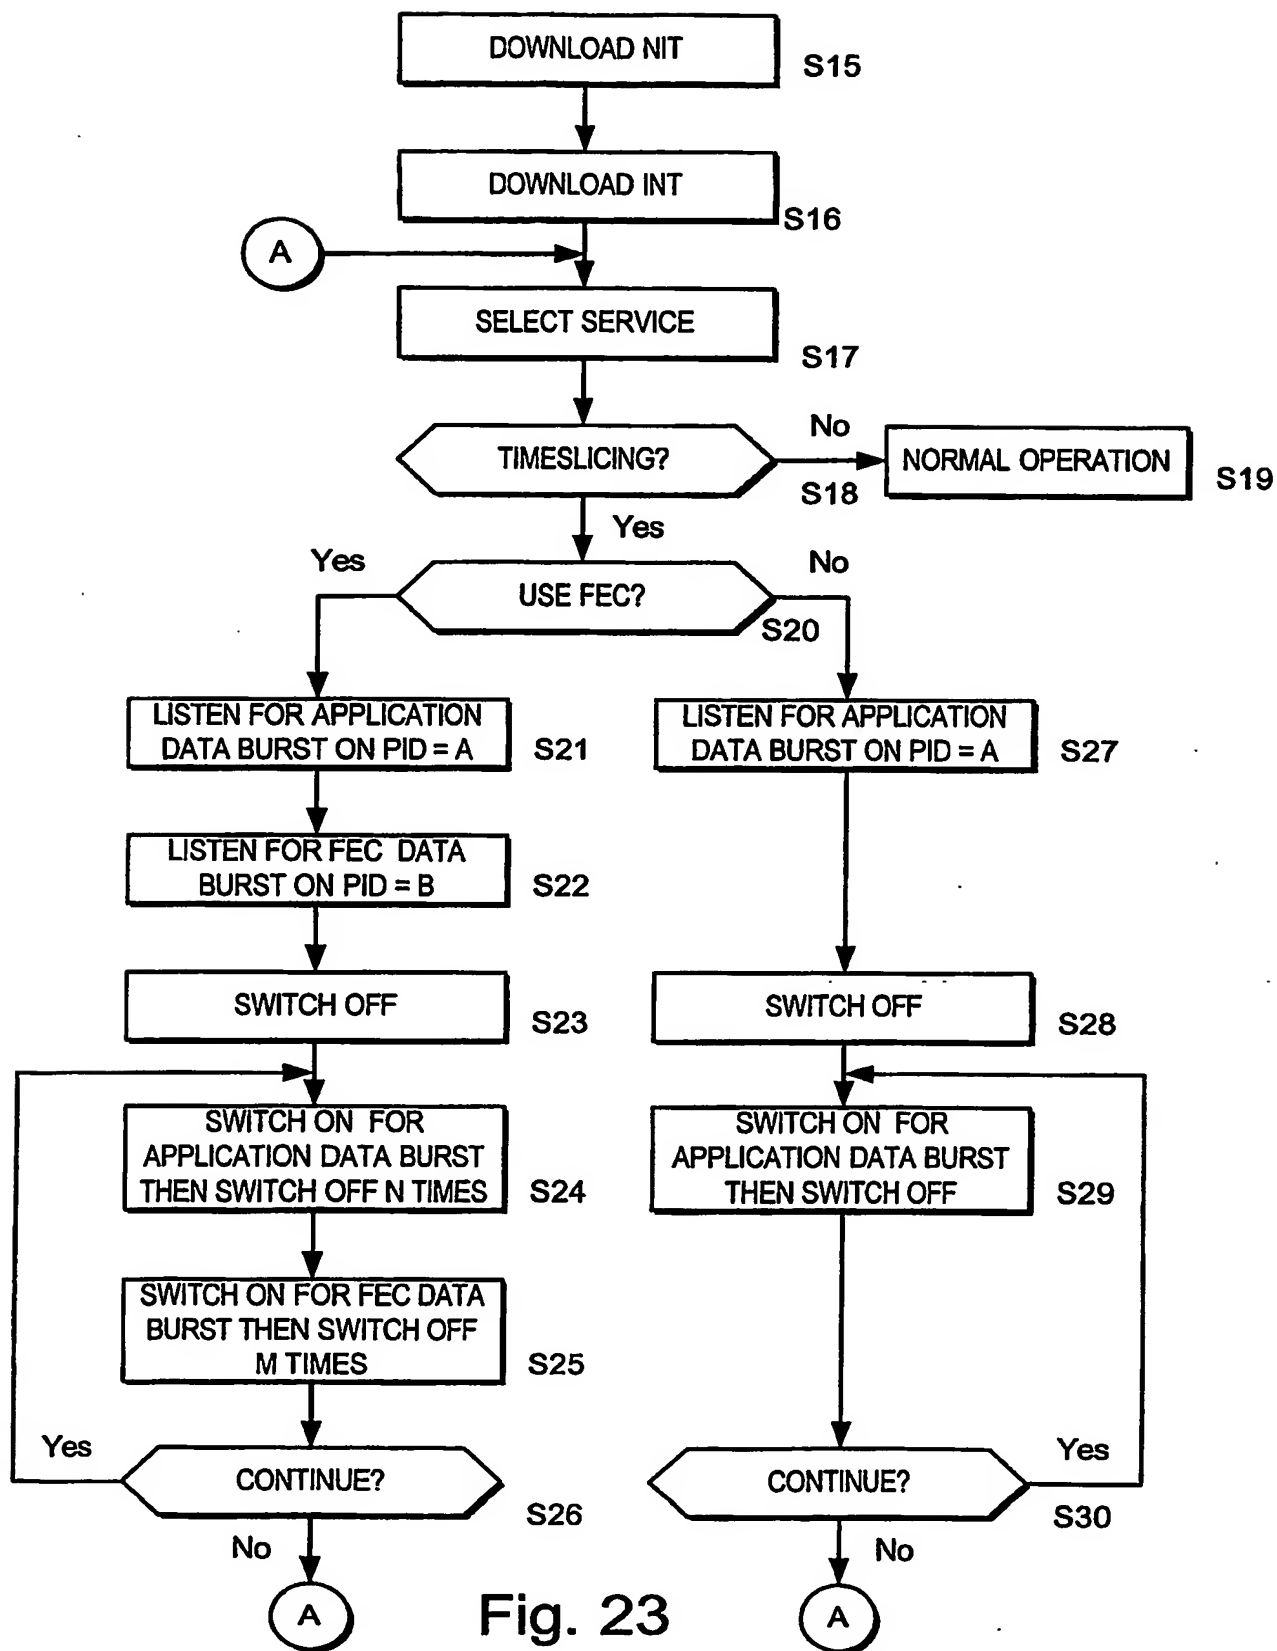 DOWNLOAD NIT
S15
DOWNLOAD INT
S16
A
SELECT SERVICE
S17
TIMESLICING?
No
S18
NORMAL OPERATION
S19
Yes
Yes
USE FEC?
No
S20
LISTEN FOR APPLICATION
DATA BURST ON PID = A
S21
LISTEN FOR APPLICATION
DATA BURST ON PID = A
S27
LISTEN FOR FEC DATA
BURST ON PID = B
S22
SWITCH OFF
S23
SWITCH OFF
S28
SWITCH ON FOR
APPLICATION DATA BURST
THEN SWITCH OFF N TIMES
S24
SWITCH ON FOR
APPLICATION DATA BURST
THEN SWITCH OFF
S29
SWITCH ON FOR FEC DATA
BURST THEN SWITCH OFF
M TIMES
S25
Yes
CONTINUE?
S26
CONTINUE?
Yes
S30
No
No
A
A
Fig. 23